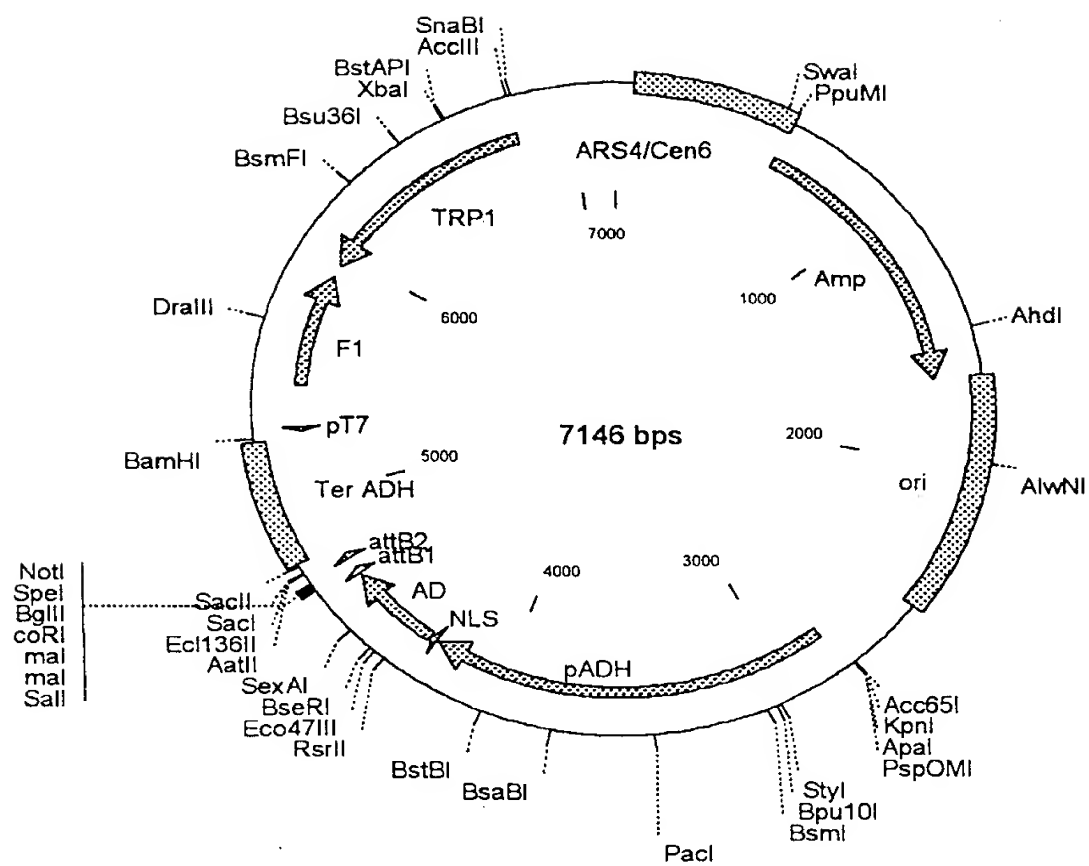 SnaBI
AccIII
BstAPI
XbaI
Bsu36I
BsmFI
SwaI
PpuMI
ARS4/Cen6
TRP1
7000
1000
Amp
DraIII
6000
AhdI
F1
pT7
7146 bps
2000
BamHI
5000
Ter ADH
ori
AlwNI
attB2
attB1
4000
3000
AD
NLS
pADH
NotI
SpeI
BglII
coRI
maI
maI
SalI
SacII
SacI
Ecl136II
AatII
SexAI
BseRI
Eco47III
RsrII
BstBI
BsaBI
PacI
Acc65I
KpnI
ApaI
PspOMI
StyI
Bpu10I
BsmI